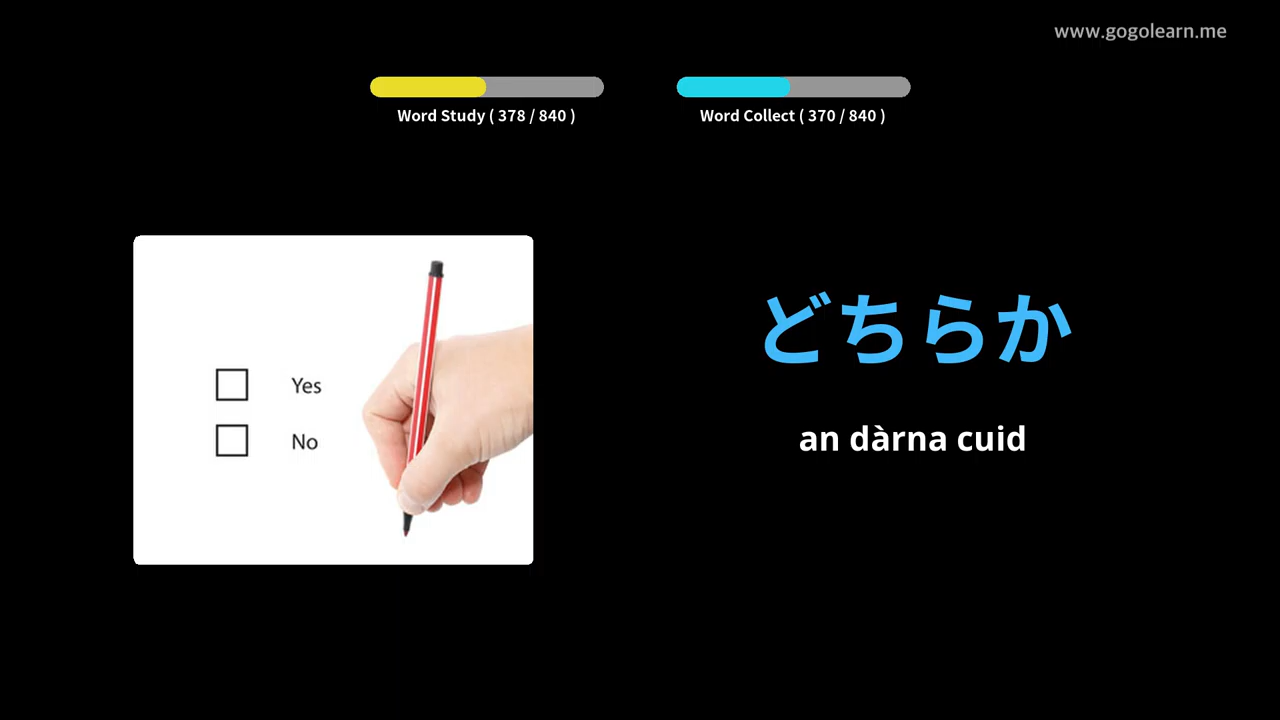 www.gogolearn.me
Word Study ( 378 / 840 )
Word Collect ( 370 / 840 )
Yes
No
どちらか
an dàrna cuid